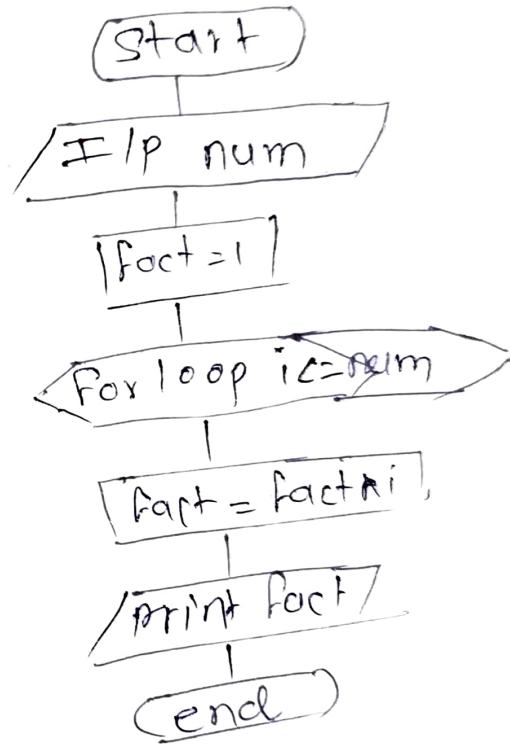 Start
I/p num
fact = 1
For loop i<=num
fact = fact * i
print fact
end